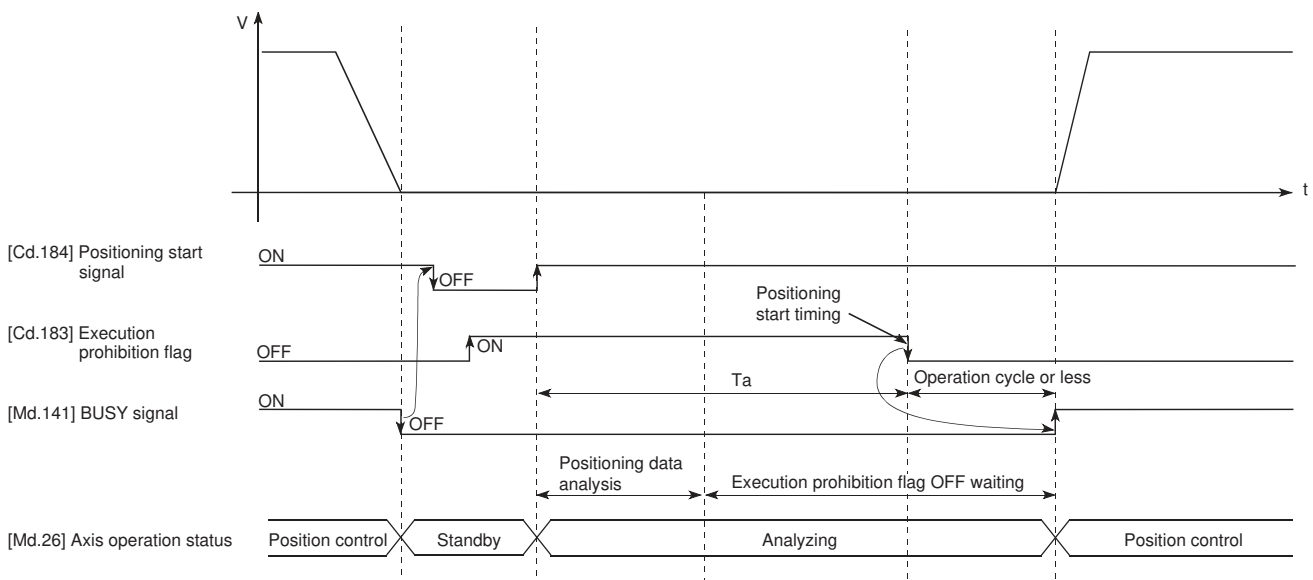 V
t
[Cd.184] Positioning start
signal
ON
OFF
Positioning
start timing
[Cd.183] Execution
prohibition flag
OFF
ON
Ta
Operation cycle or less
[Md.141] BUSY signal
ON
OFF
Positioning data
analysis
Execution prohibition flag OFF waiting
[Md.26] Axis operation status
Position control
Standby
Analyzing
Position control